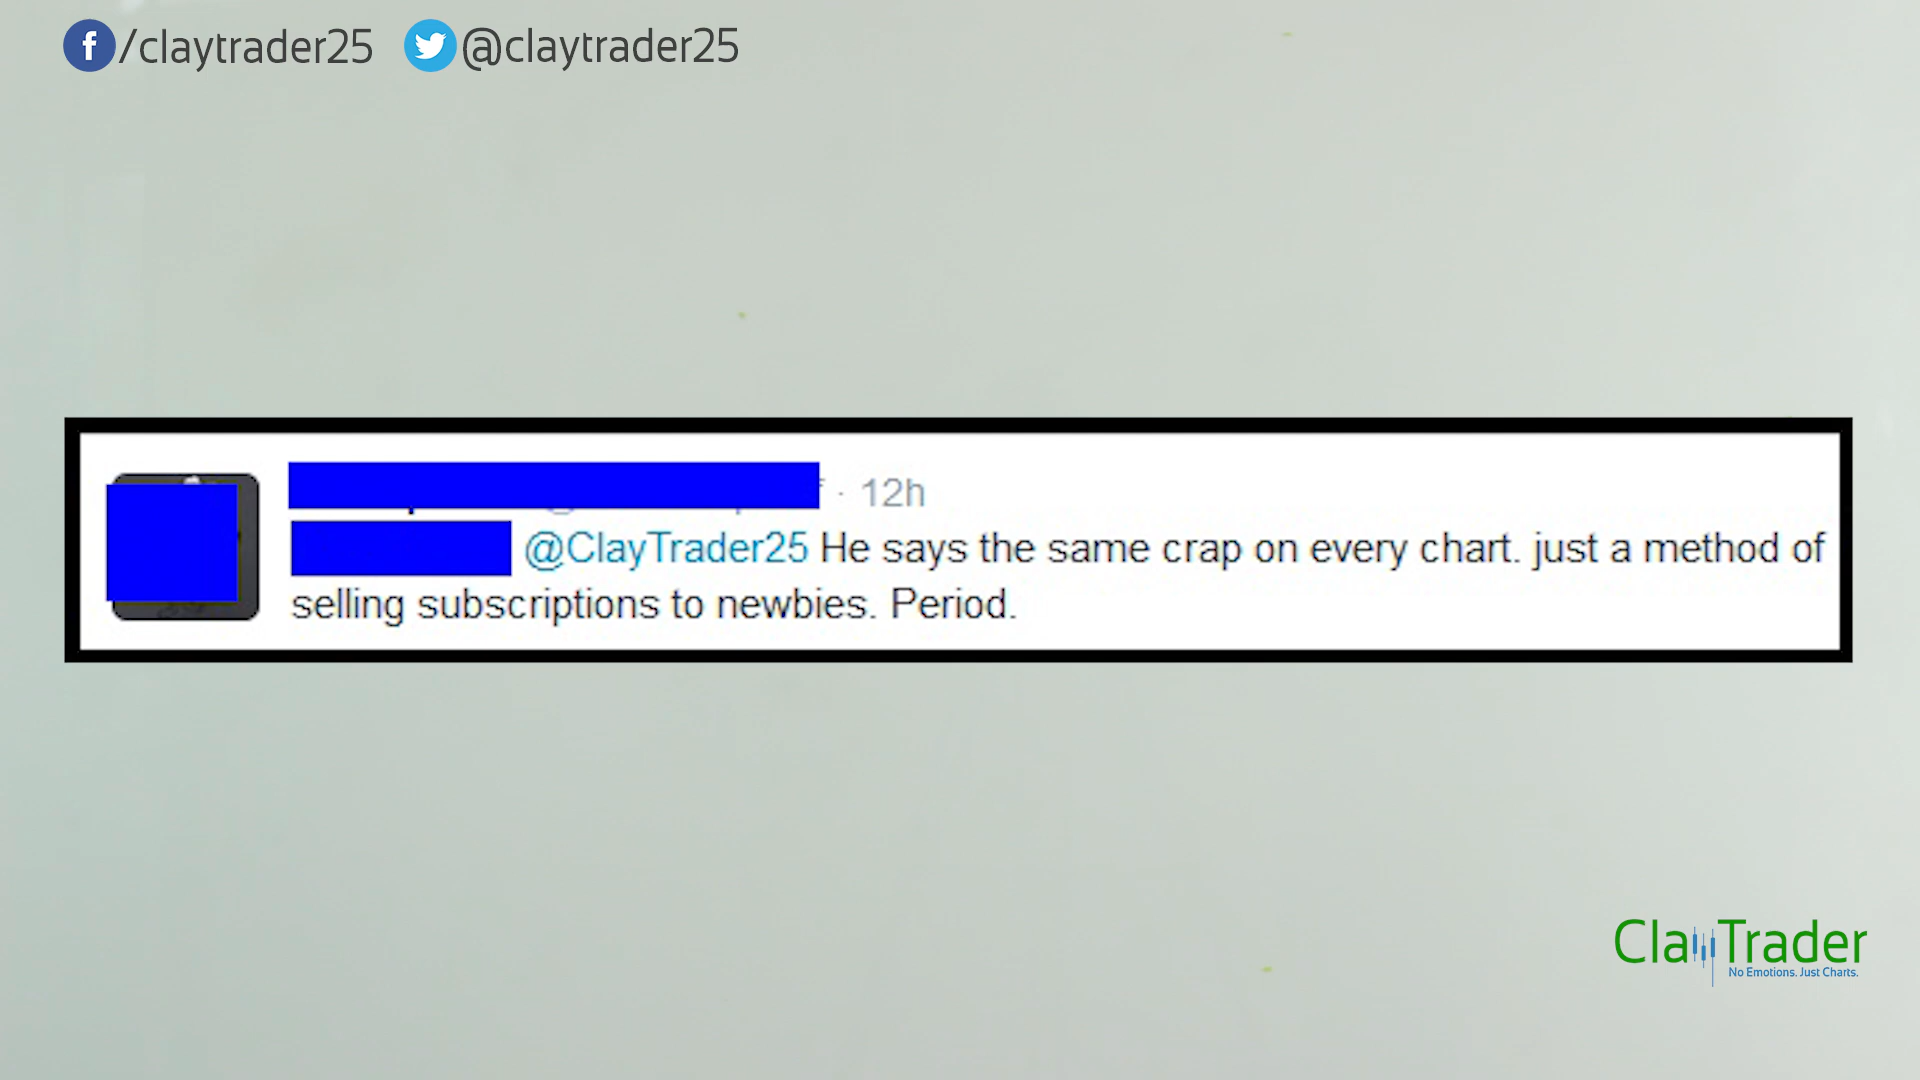 /claytrader25 @claytrader25
· 12h
@ClayTrader25 He says the same crap on every chart. just a method of
selling subscriptions to newbies. Period.
ClayTrader
No Emotions. Just Charts.